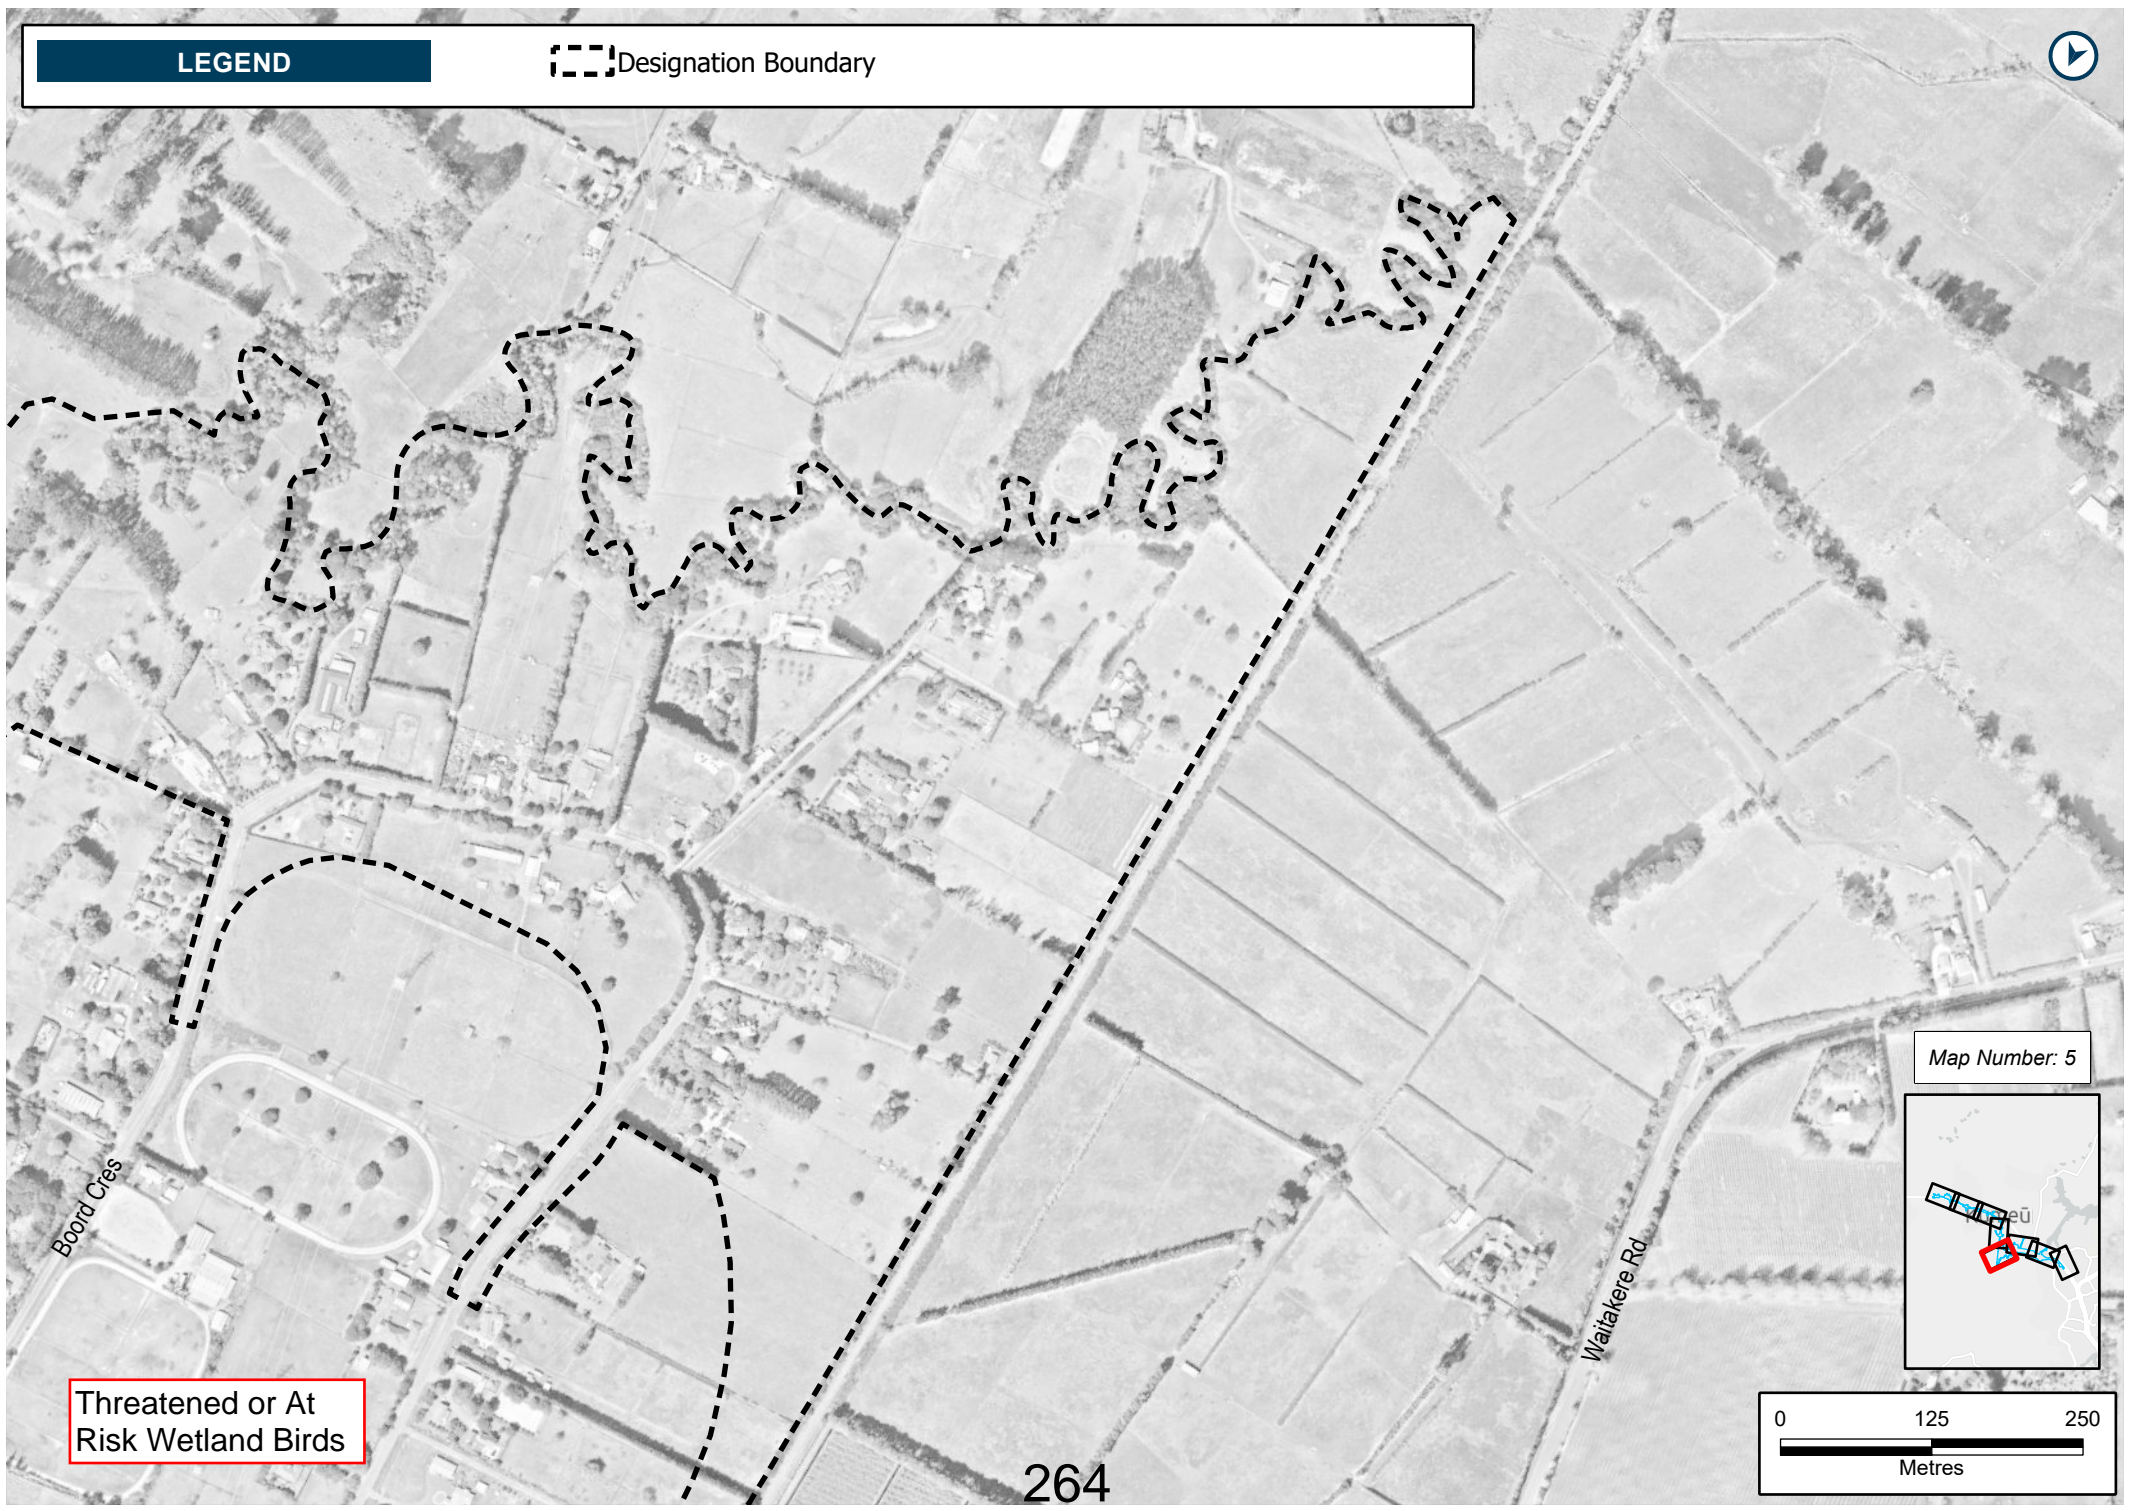 LEGEND
Designation Boundary
Map Number: 5
Boord Cres
Waitakere Rd
Threatened or At
Risk Wetland Birds
0 125 250
Metres
264